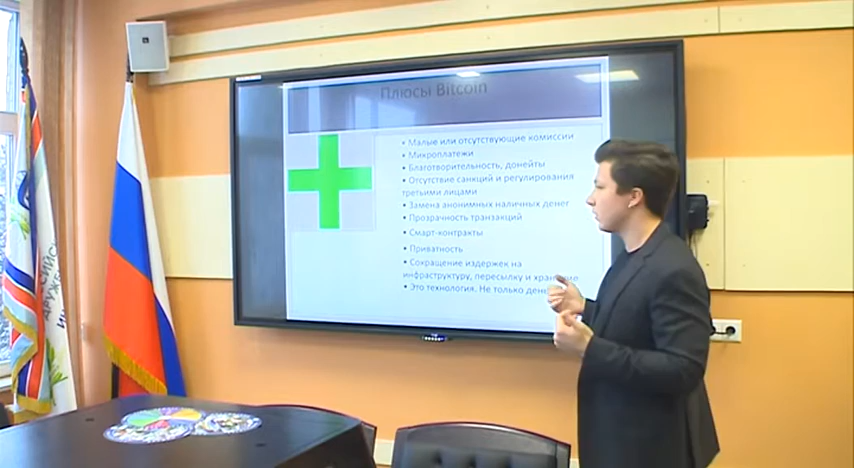 Плюсы Bitcoin
• Малые или отсутствующие комиссии
• Микроплатежи
• Благотворительность, донейты
• Отсутствие санкций и регулирования
третьими лицами
• Замена анонимных наличных денег
• Прозрачность транзакций
• Смарт-контракты
• Приватность
• Сокращение издержек на
инфраструктуру, пересылку и хранение
• Это технология. Не только